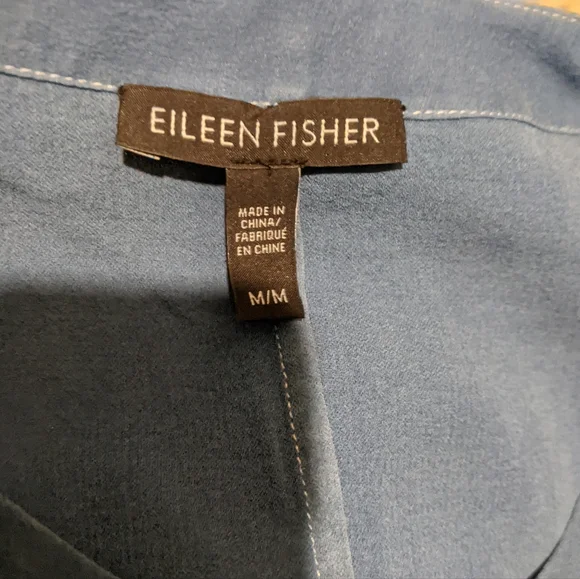 EILEEN FISHER
MADE IN
CHINA/
FABRIQUÉ
EN CHINE
M/M